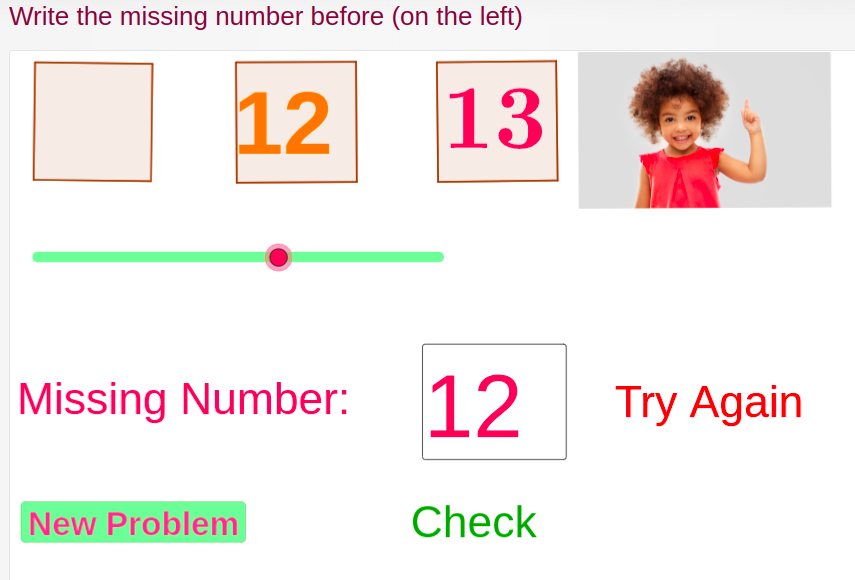 Write the missing number before (on the left)
12 13
Missing Number: 12 Try Again
New Problem Check